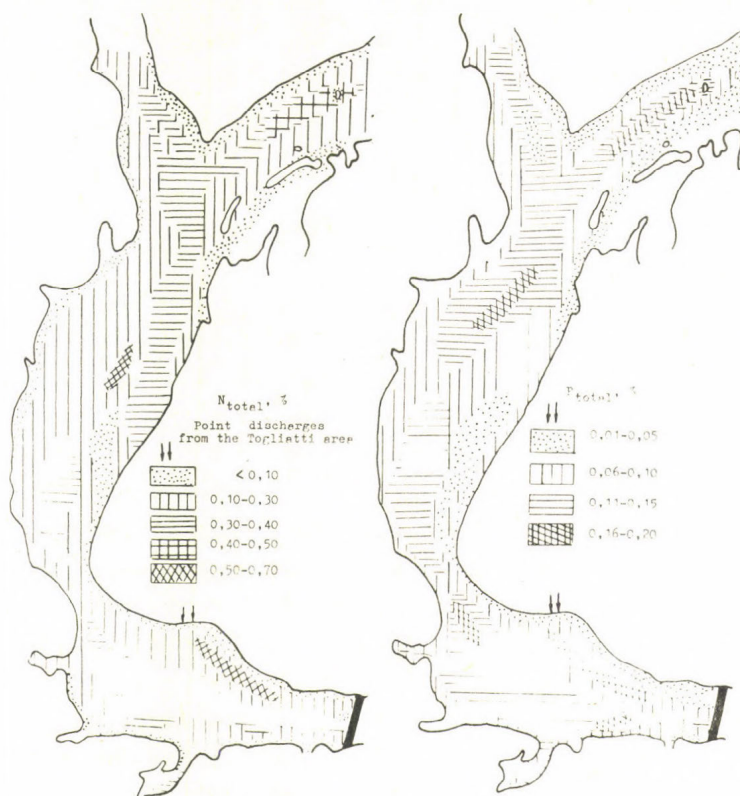 N total, %
Point discharges
from the Togliatti area
< 0,10
0,10-0,30
0,30-0,40
0,40-0,50
0,50-0,70
P total, %
0,01-0,05
0,06-0,10
0,11-0,15
0,16-0,20